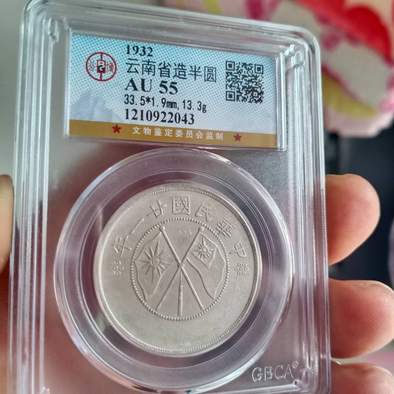 1932
云南省造半圆
AU 55
33.5*1.9mm,13.3g
1210922043
★ 文物鉴定委员会监制 ★
年一廿國民華中
GBCA®